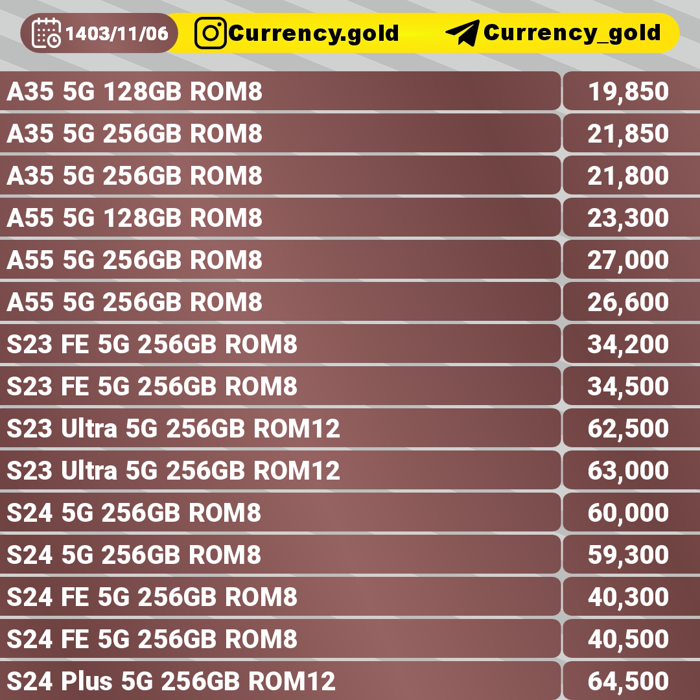 1403/11/06 Currency.gold Currency_gold
A35 5G 128GB ROM8 19,850
A35 5G 256GB ROM8 21,850
A35 5G 256GB ROM8 21,800
A55 5G 128GB ROM8 23,300
A55 5G 256GB ROM8 27,000
A55 5G 256GB ROM8 26,600
S23 FE 5G 256GB ROM8 34,200
S23 FE 5G 256GB ROM8 34,500
S23 Ultra 5G 256GB ROM12 62,500
S23 Ultra 5G 256GB ROM12 63,000
S24 5G 256GB ROM8 60,000
S24 5G 256GB ROM8 59,300
S24 FE 5G 256GB ROM8 40,300
S24 FE 5G 256GB ROM8 40,500
S24 Plus 5G 256GB ROM12 64,500